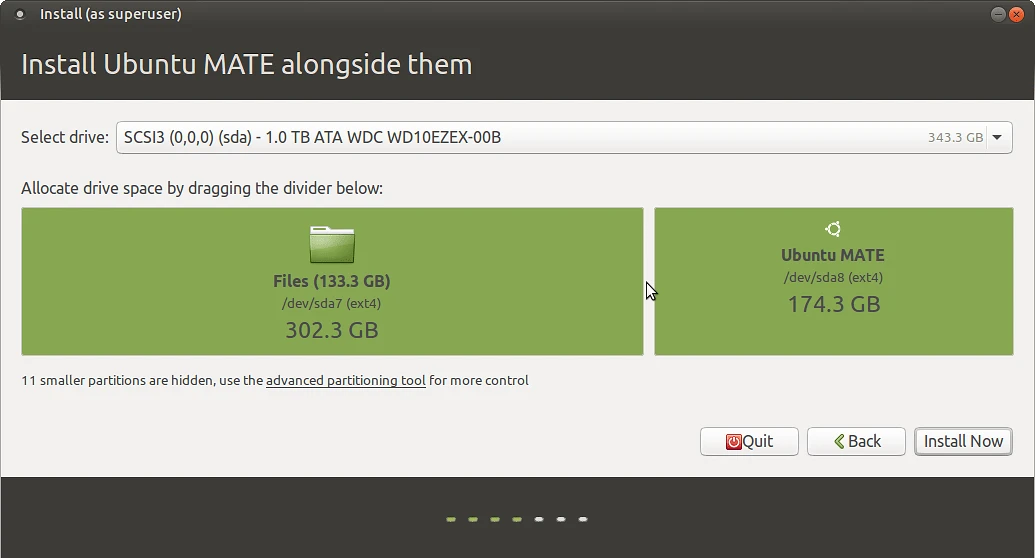 Install (as superuser)
Install Ubuntu MATE alongside them
Select drive: SCSI3 (0,0,0) (sda) - 1.0 TB ATA WDC WD10EZEX-00B 343.3 GB
Allocate drive space by dragging the divider below:
Files (133.3 GB)
/dev/sda7 (ext4)
302.3 GB
Ubuntu MATE
/dev/sda8 (ext4)
174.3 GB
11 smaller partitions are hidden, use the advanced partitioning tool for more control
Quit Back Install Now